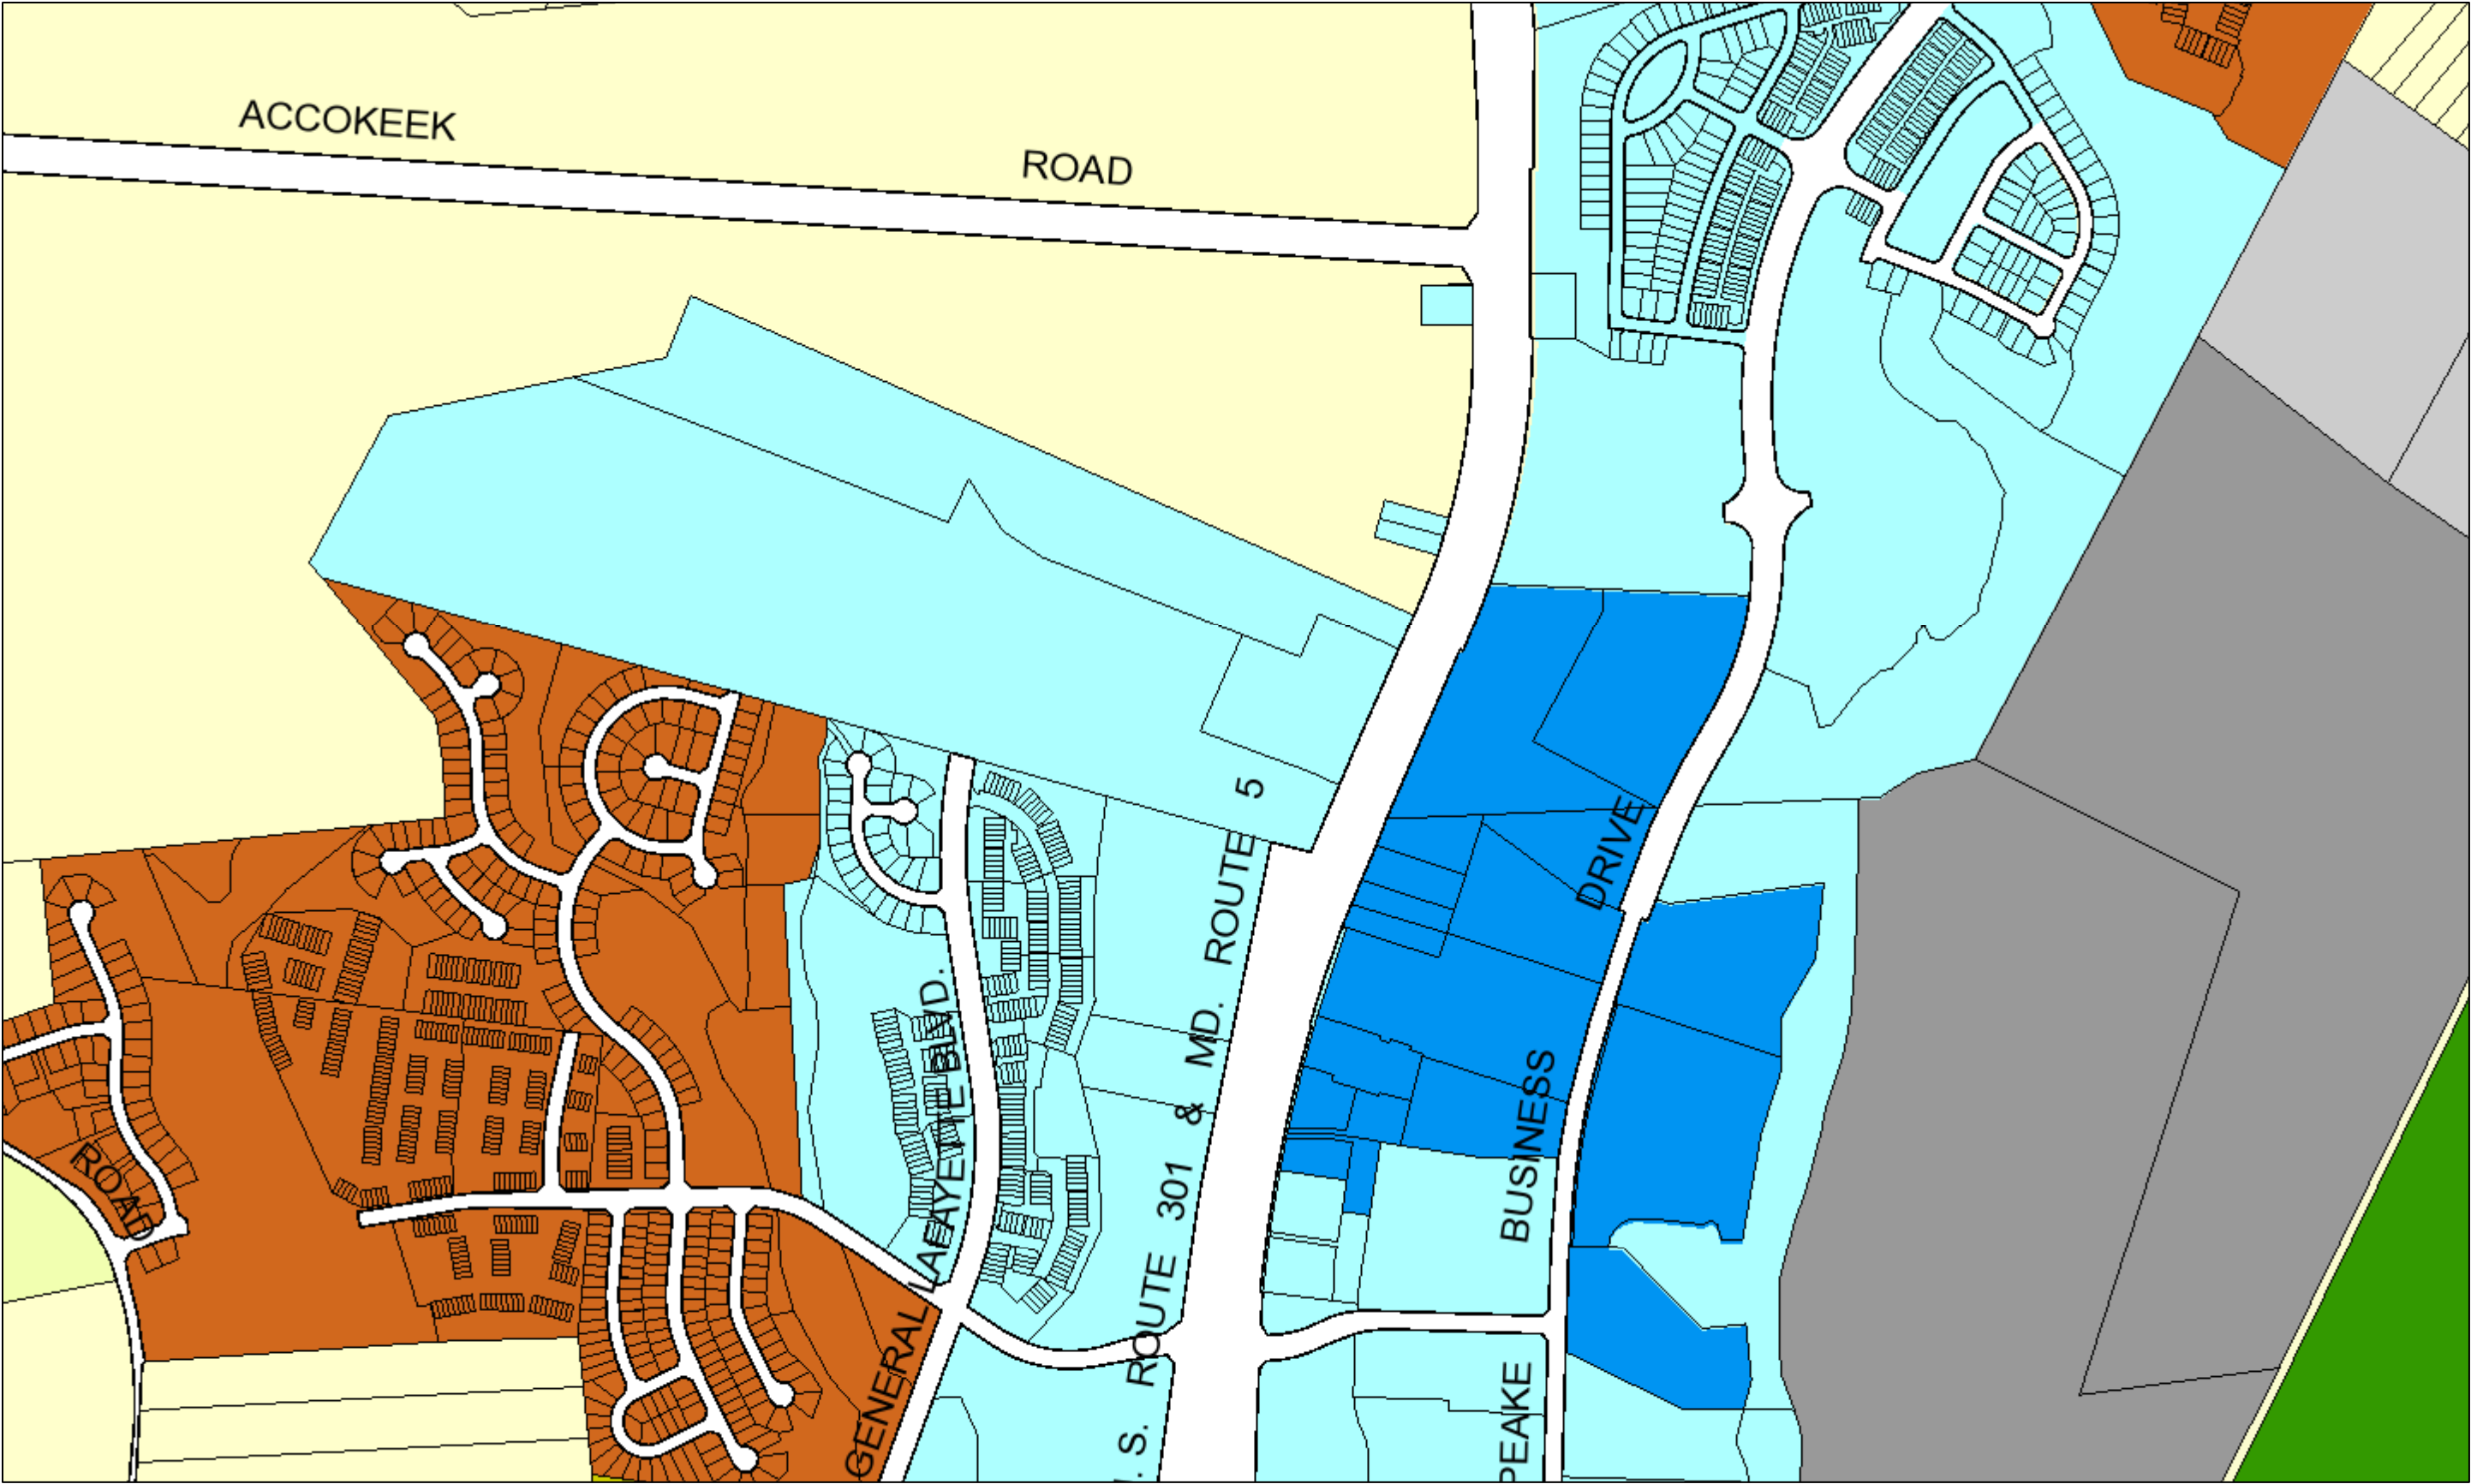 ACCOKEEK ROAD
ROAD
GENERAL LAFAYETTE BLVD.
.S. ROUTE 301 & MD. ROUTE 5
PEAKE BUSINESS DRIVE